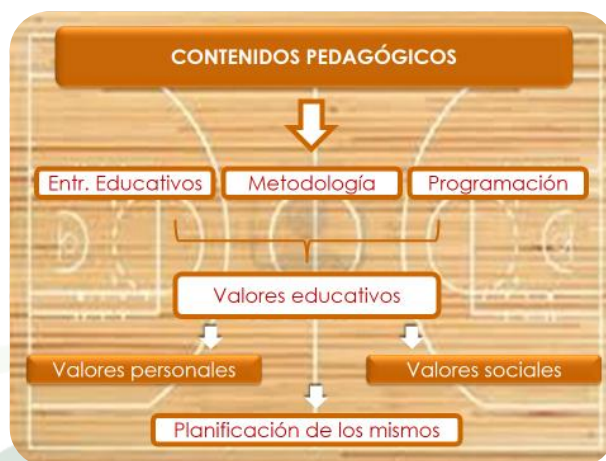 CONTENIDOS PEDAGÓGICOS
Entr. Educativos
Metodología
Programación
Valores educativos
Valores personales
Valores sociales
Planificación de los mismos